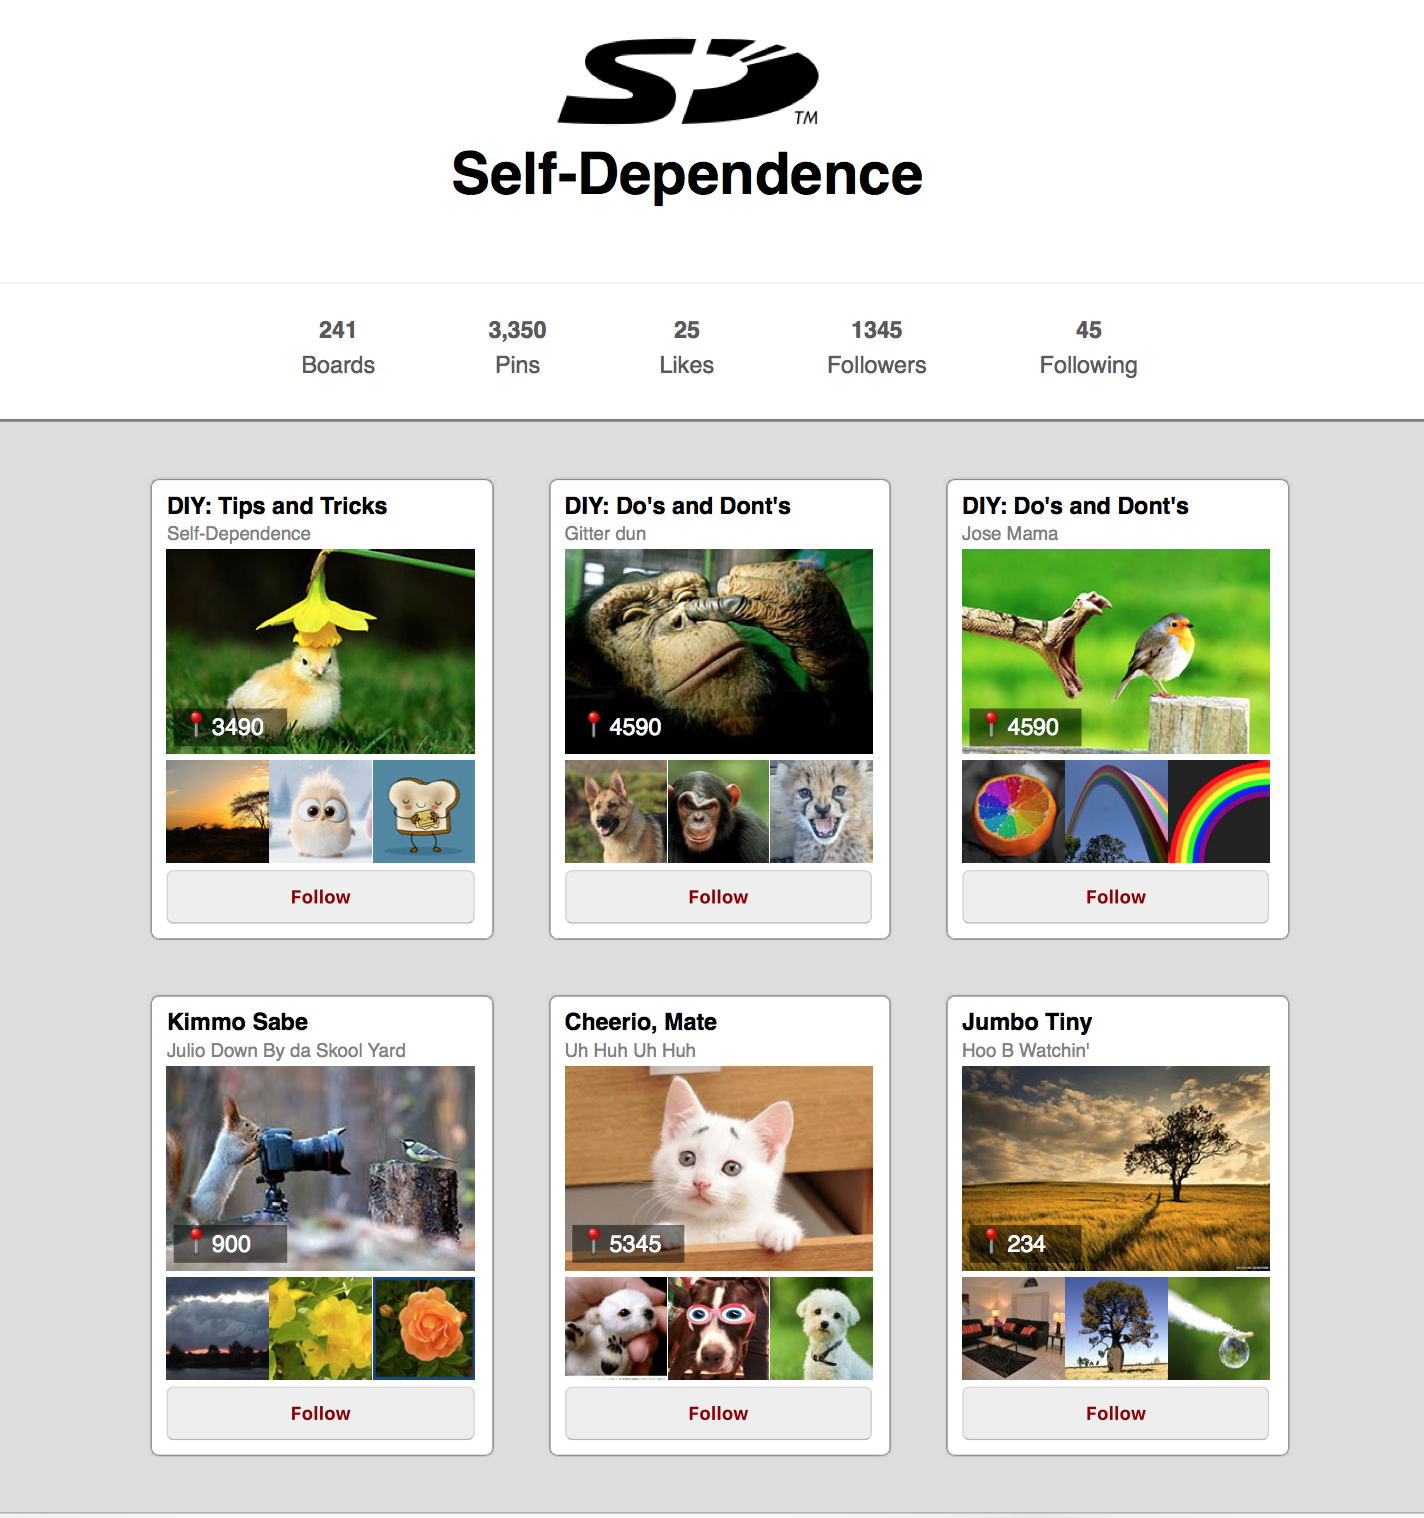 SD TM
Self-Dependence
241 3,350 25 1345 45
Boards Pins Likes Followers Following
DIY: Tips and Tricks
Self-Dependence
3490
Follow
DIY: Do's and Dont's
Gitter dun
4590
Follow
DIY: Do's and Dont's
Jose Mama
4590
Follow
Kimmo Sabe
Julio Down By da Skool Yard
900
Follow
Cheerio, Mate
Uh Huh Uh Huh
5345
Follow
Jumbo Tiny
Hoo B Watchin'
234
Follow